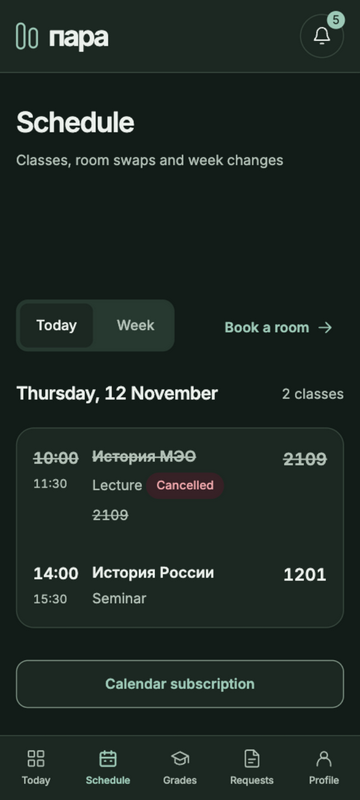 пара
5
Schedule
Classes, room swaps and week changes
Today Week Book a room →
Thursday, 12 November 2 classes
10:00 История МЭО 2109
11:30 Lecture Cancelled
2109
14:00 История России 1201
15:30 Seminar
Calendar subscription
Today Schedule Grades Requests Profile